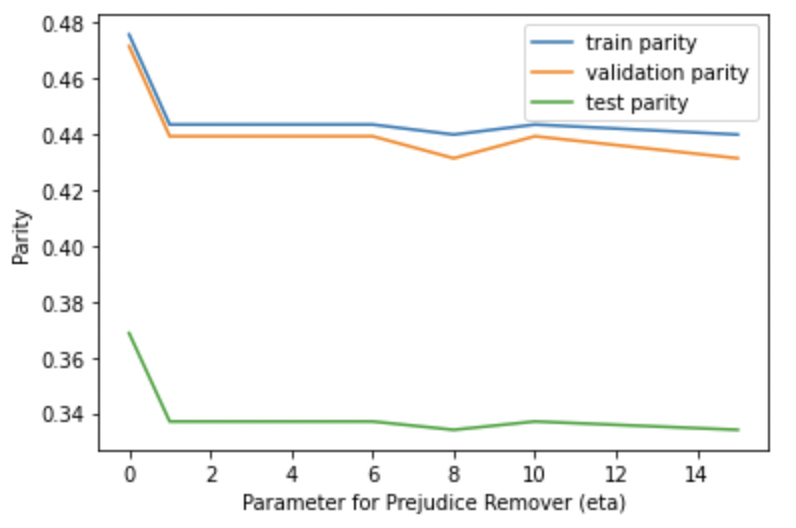 0.48
0.46
0.44
0.42
0.40
0.38
0.36
0.34
Parity
train parity
validation parity
test parity
0 2 4 6 8 10 12 14
Parameter for Prejudice Remover (eta)